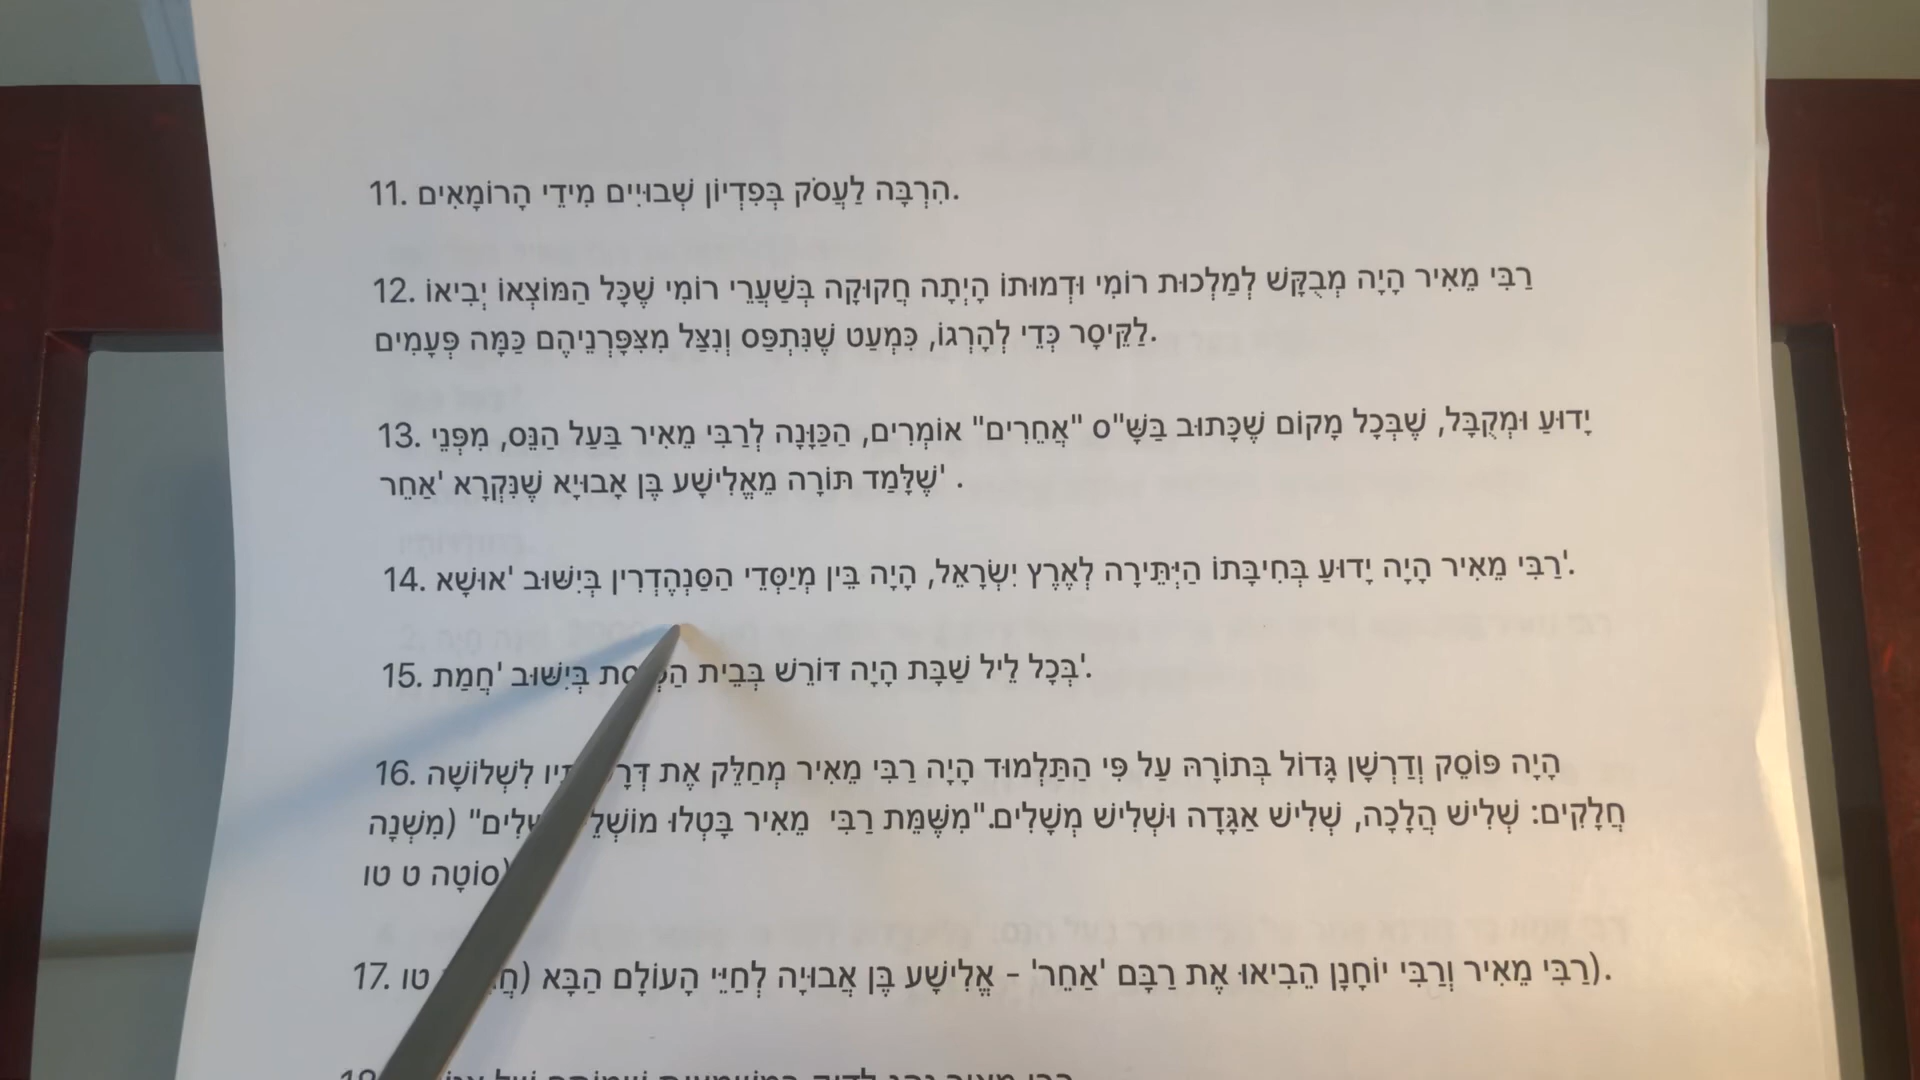 11. הִרְבָּה לַעֲסֹק בְּפִדְיוֹן שְׁבוּיִים מִידֵי הָרוֹמָאִים.
12. רַבִּי מֵאִיר הָיָה מְבֻקָּשׁ לְמַלְכוּת רוֹמִי וּדְמוּתוֹ הָיְתָה חֲקוּקָה בְּשַׁעֲרֵי רוֹמִי שֶׁכָּל הַמּוֹצְאוֹ יְבִיאוֹ
לַקֵּיסָר כְּדֵי לְהָרְגוֹ, כִּמְעַט שֶׁנִּתְפַּס וְנִצַּל מִצִּפָּרְנֵיהֶם כַּמָּה פְּעָמִים.
13. יָדוּעַ וּמְקֻבָּל, שֶׁבְּכָל מָקוֹם שֶׁכָּתוּב בַּשָּׁ"ס "אֲחֵרִים" אוֹמְרִים, הַכַּוָּנָה לְרַבִּי מֵאִיר בַּעַל הַנֵּס, מִפְּנֵי
שֶׁלָּמַד תּוֹרָה מֵאֱלִישָׁע בֶּן אָבוּיָא שֶׁנִּקְרָא 'אַחֵר' .
14. רַבִּי מֵאִיר הָיָה יָדוּעַ בְּחִיבָּתוֹ הַיְּתֵּירָה לְאֶרֶץ יִשְׂרָאֵל, הָיָה בֵּין מְיַסְּדֵי הַסַּנְהֶדְרִין בְּיִשּׁוּב 'אוּשָׁא'.
15. בְּכָל לֵיל שַׁבָּת הָיָה דּוֹרֵשׁ בְּבֵית בְּיִשּׁוּב 'חֲמַת'.
16. הָיָה פּוֹסֵק וְדַרְשָׁן גָּדוֹל בְּתוֹרָהּ עַל פִּי הַתַּלְמוּד הָיָה רַבִּי מֵאִיר מְחַלֵּק אֶת לִשְׁלוֹשָׁה
חֲלָקִים: שְׁלִישׁ הֲלָכָה, שְׁלִישׁ אַגָּדָה וּשְׁלִישׁ מְשָׁלִים."מִשֶּׁמֵּת רַבִּי מֵאִיר בָּטְלוּ (מִשְׁנָה
סוֹטָה ט טו)
17. רַבִּי מֵאִיר וְרַבִּי יוֹחָנָן הֵבִיאוּ אֶת רַבָּם 'אַחֵר' - אֱלִישָׁע בֶּן אֲבוּיָה לְחַיֵּי הָעוֹלָם הַבָּא טו).